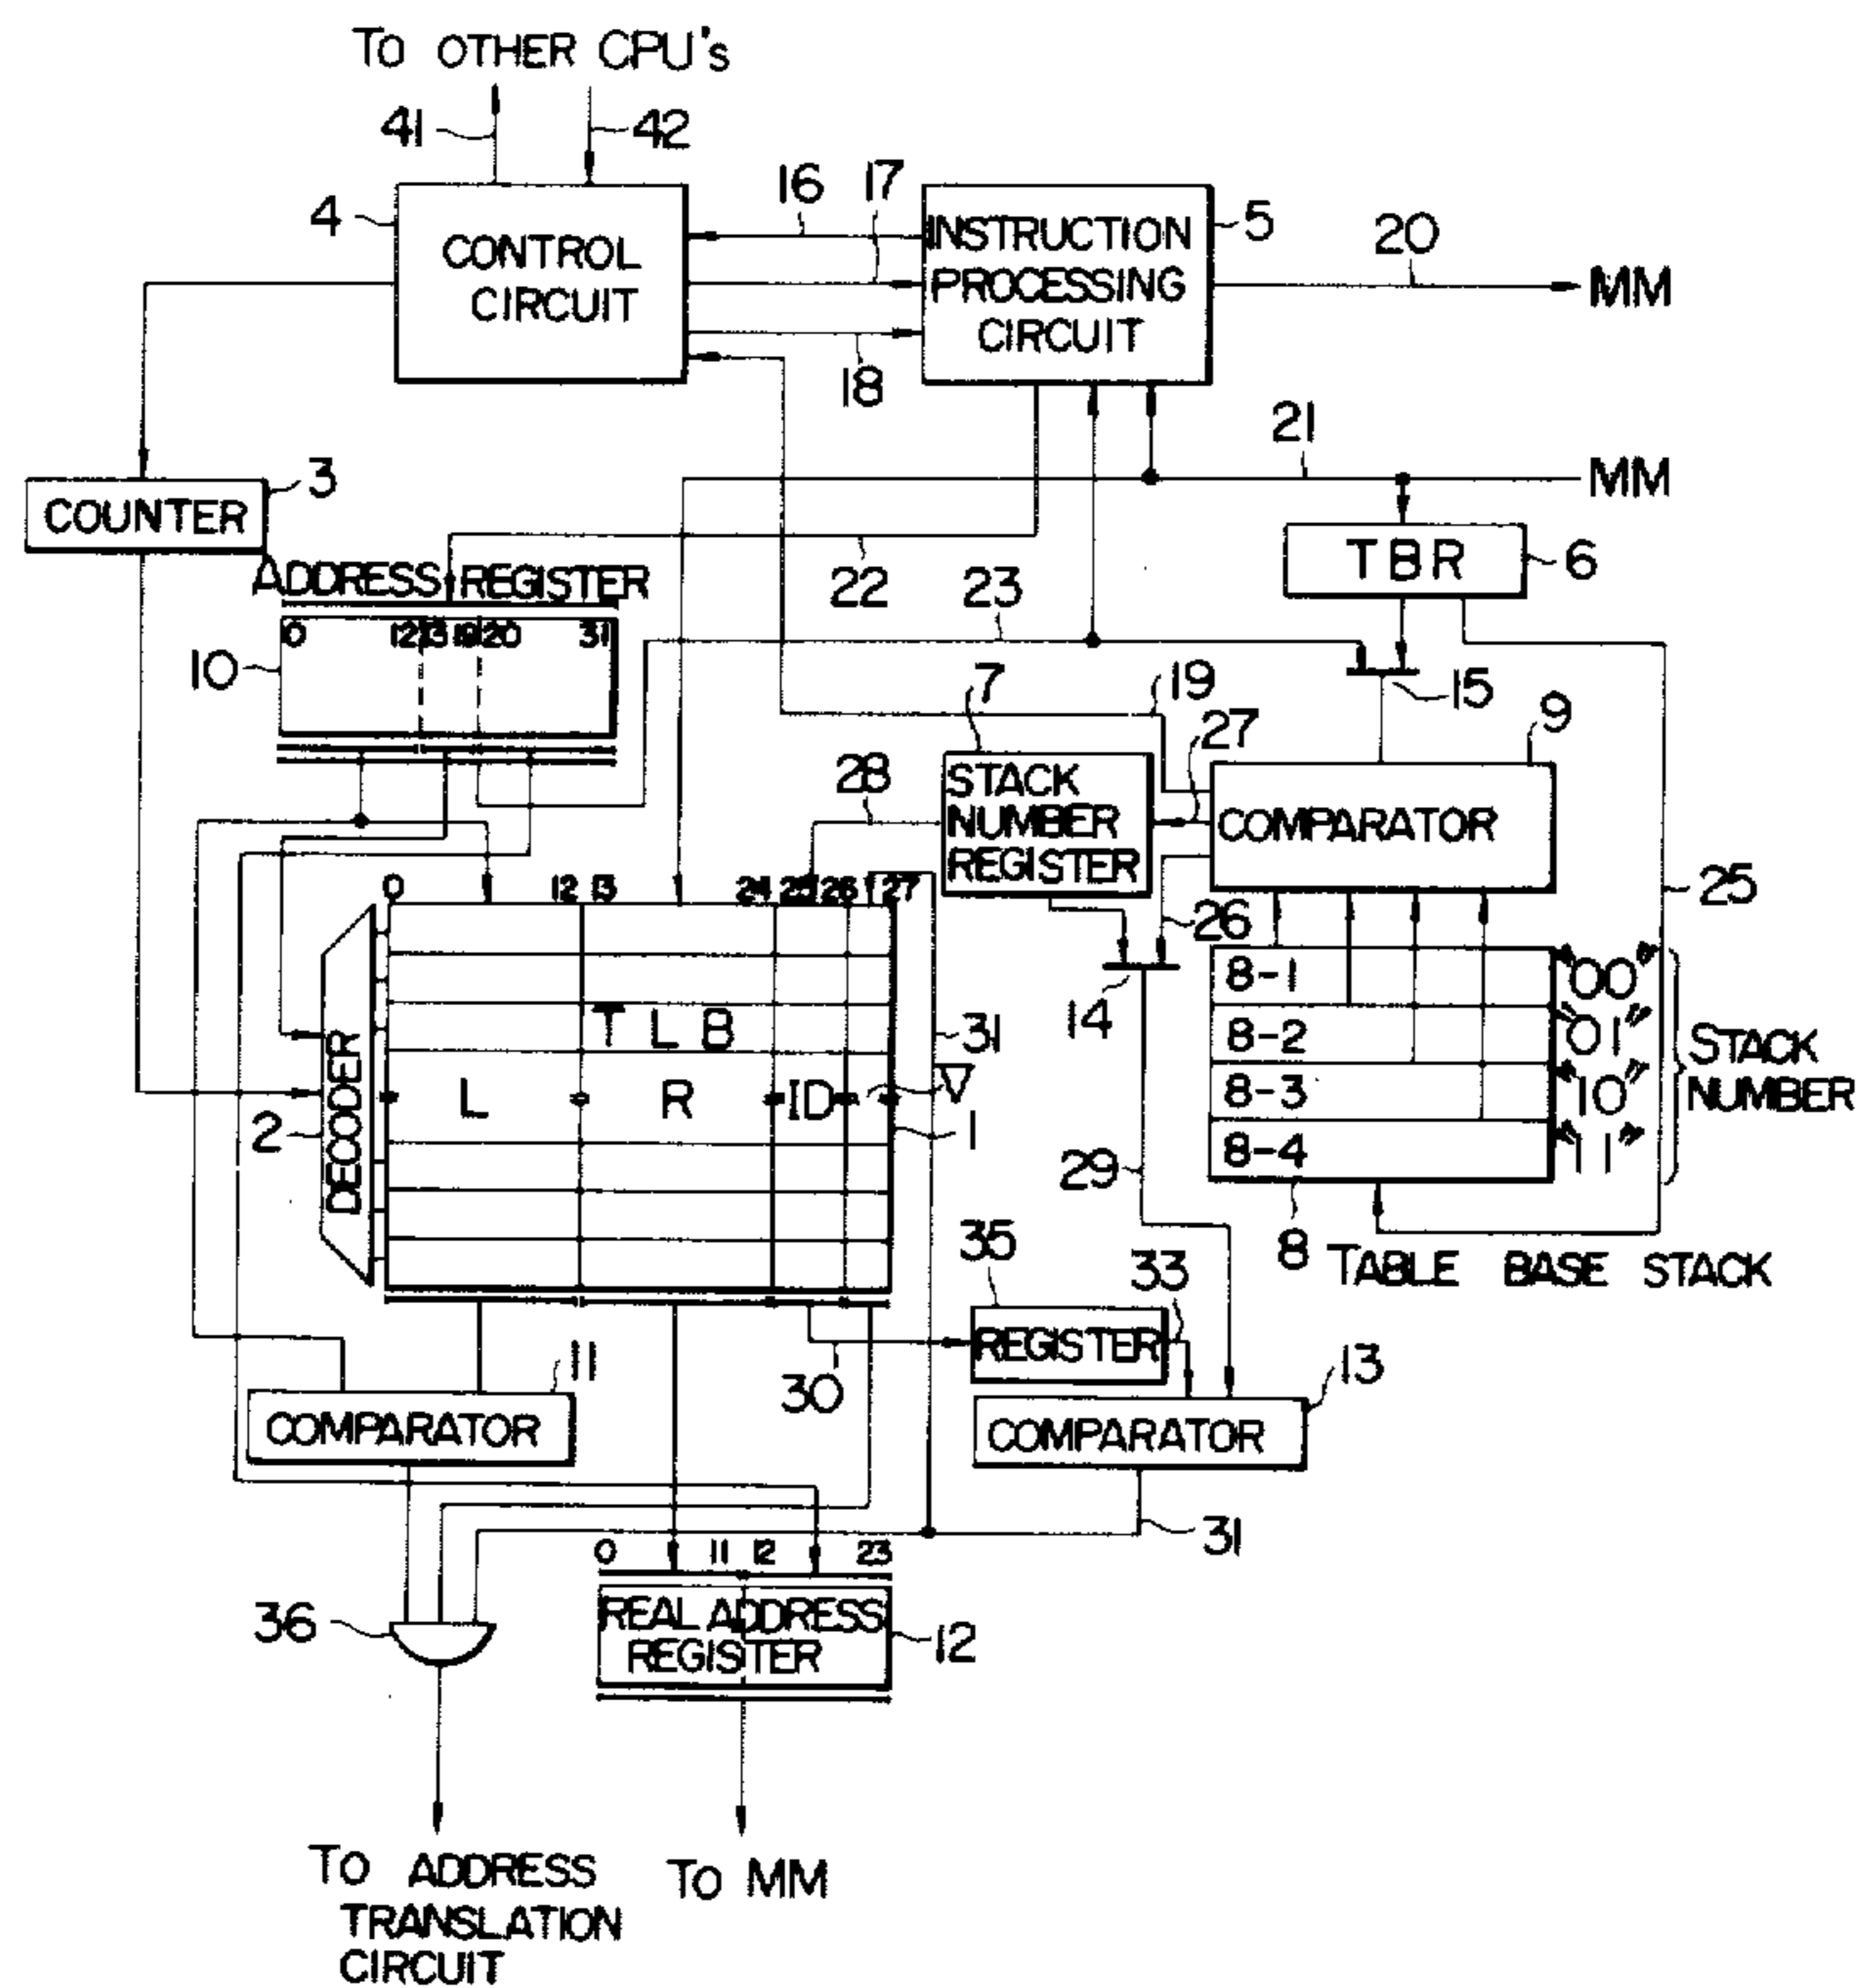 TO OTHER CPU's
41
42
4
CONTROL
CIRCUIT
16
17
18
INSTRUCTION
PROCESSING
CIRCUIT
5
20
MM
21
MM
3
COUNTER
22
23
TBR
6
ADDRESS REGISTER
0 12 13 19 20 31
10
15
7
19
27
9
28
STACK
NUMBER
REGISTER
COMPARATOR
25
26
14
0 12 13 24 25 26 27
DECODER
2
TLB
L R ID V
31
1
8-1 "00"
8-2 "01"
8-3 "10"
8-4 "11"
STACK
NUMBER
29
8 TABLE BASE STACK
35
33
REGISTER
30
11
COMPARATOR
13
COMPARATOR
31
0 11 12 23
36
REAL ADDRESS
REGISTER
12
TO ADDRESS
TRANSLATION
CIRCUIT
TO MM